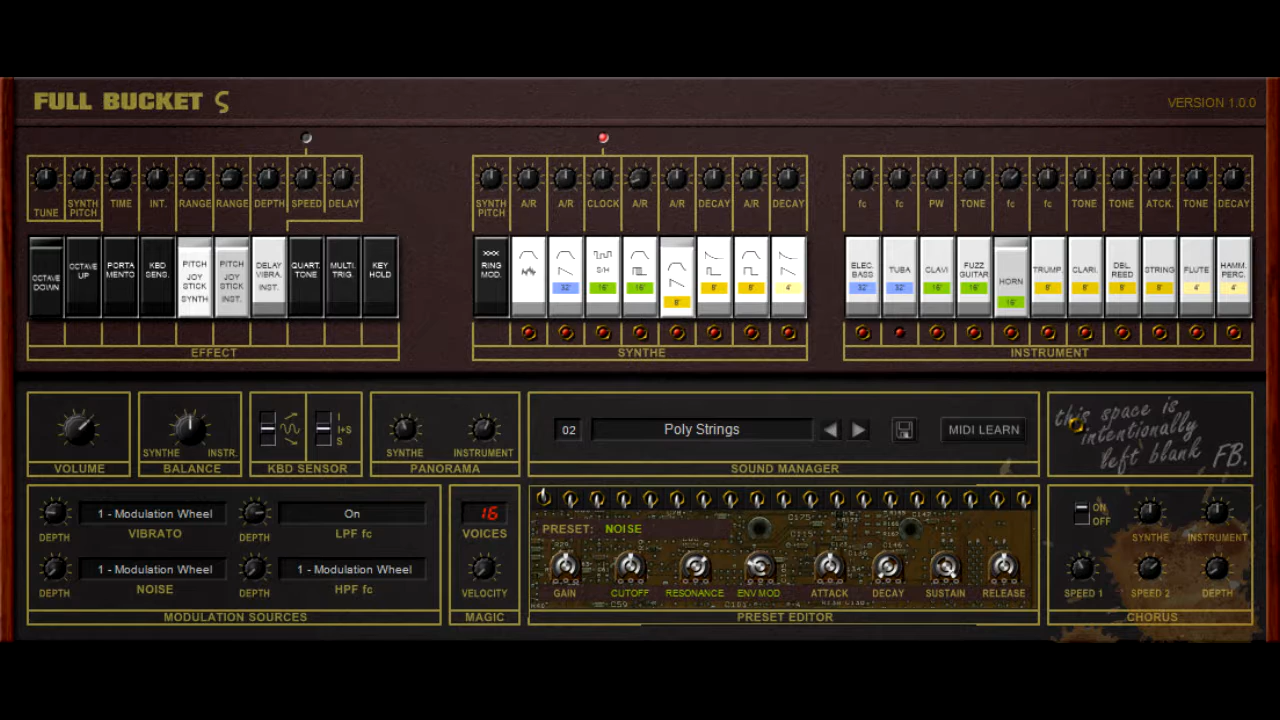 FULL BUCKET ς
VERSION 1.0.0
TUNE
SYNTH PITCH
TIME
INT.
RANGE
RANGE
DEPTH
SPEED
DELAY
OCTAVE DOWN
OCTAVE UP
PORTA MENTO
KBD SENS.
PITCH JOY STICK SYNTH
PITCH JOY STICK INST.
DELAY VIBRA. INST.
QUART. TONE
MULTI. TRIG.
KEY HOLD
EFFECT
SYNTH PITCH
A/R
A/R
CLOCK
A/R
A/R
DECAY
A/R
DECAY
RING MOD.
32'
S/H 16'
16'
8'
8'
8'
4'
SYNTHE
fc
fc
PW
TONE
fc
fc
TONE
TONE
ATCK.
TONE
DECAY
ELEC. BASS 32'
TUBA 32'
CLAVI 16'
FUZZ GUITAR 16'
HORN 16'
TRUMP. 8'
CLARI. 8'
DBL. REED 8'
STRING 8'
FLUTE 4'
HAMM. PERC. 4'
INSTRUMENT
VOLUME
SYNTHE INSTR.
BALANCE
I
I+S
S
KBD SENSOR
SYNTHE INSTRUMENT
PANORAMA
02 Poly Strings MIDI LEARN
SOUND MANAGER
this space is
intentionally
left blank FB.
DEPTH 1 - Modulation Wheel
VIBRATO
DEPTH On
LPF fc
DEPTH 1 - Modulation Wheel
NOISE
DEPTH 1 - Modulation Wheel
HPF fc
MODULATION SOURCES
16
VOICES
VELOCITY
MAGIC
PRESET: NOISE
GAIN CUTOFF RESONANCE ENV MOD ATTACK DECAY SUSTAIN RELEASE
PRESET EDITOR
ON
OFF
SYNTHE INSTRUMENT
SPEED 1 SPEED 2 DEPTH
CHORUS